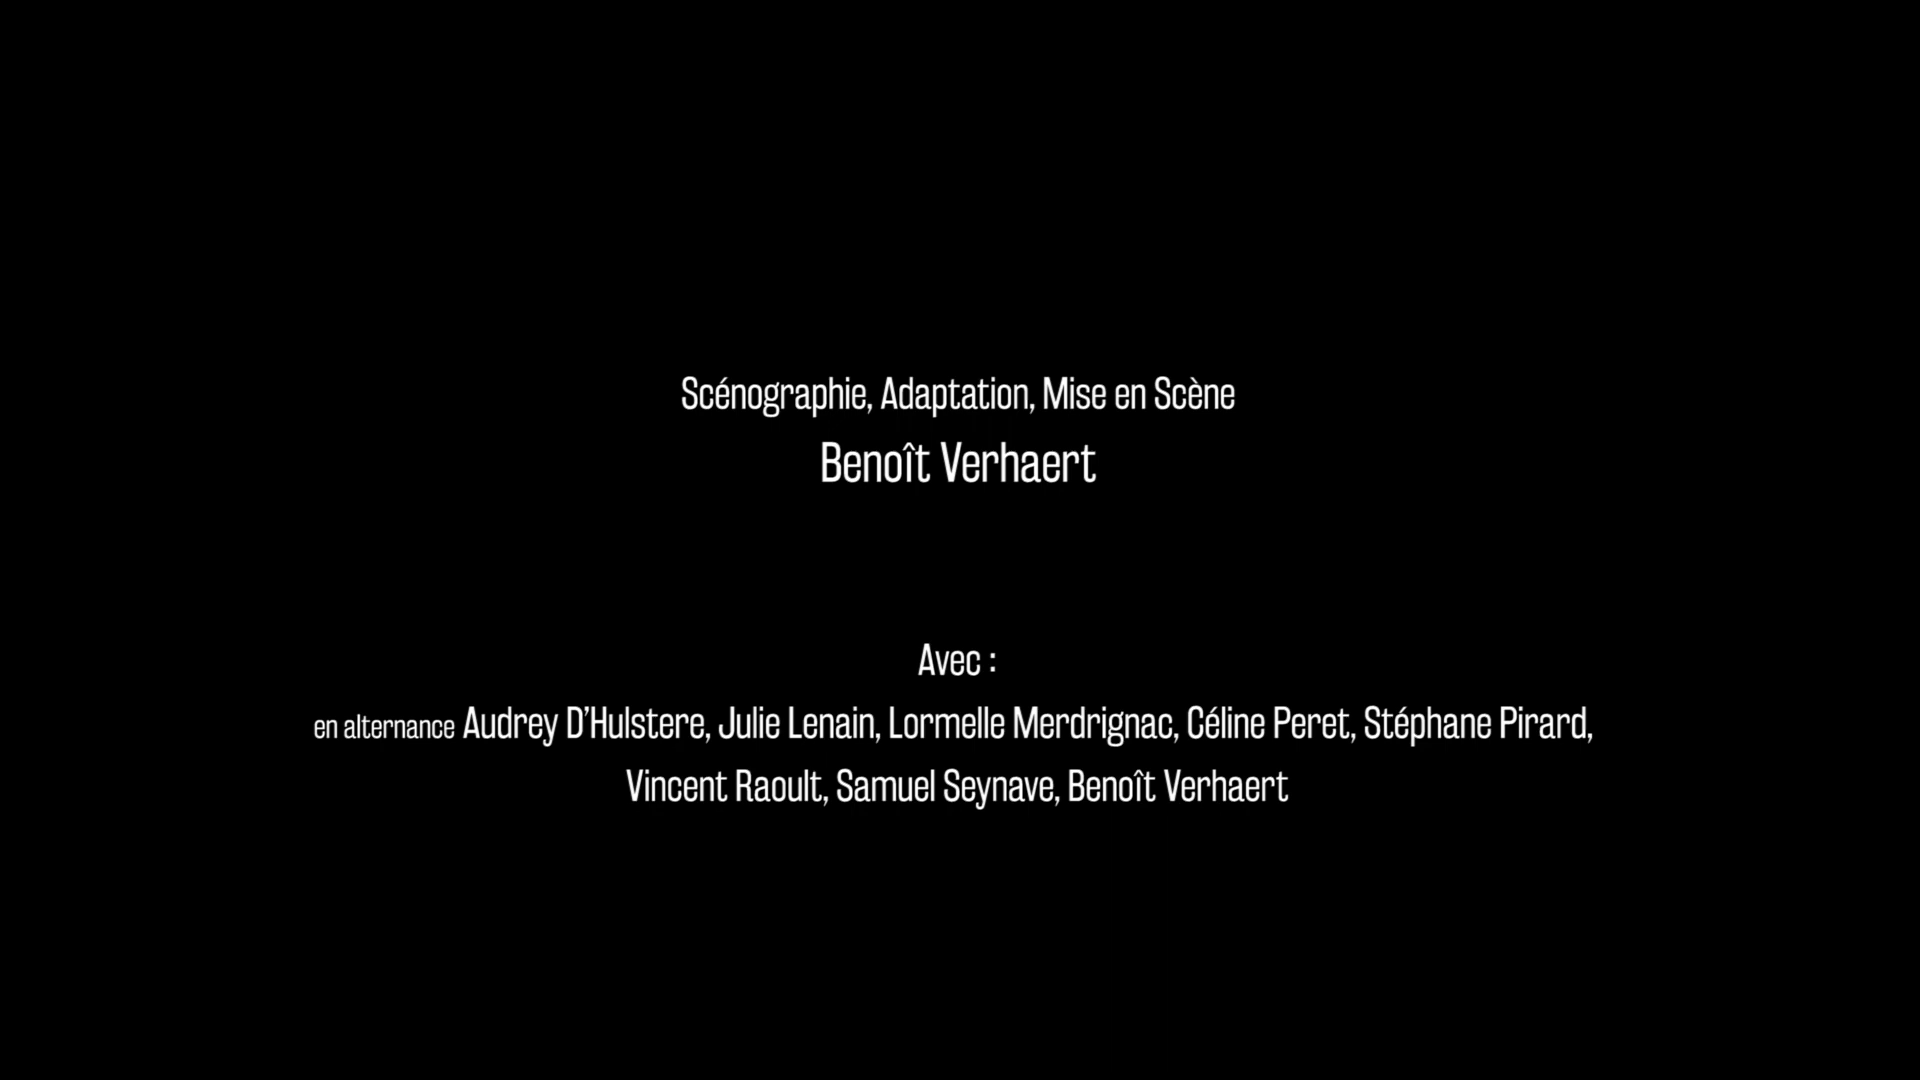 Scénographie, Adaptation, Mise en Scène
Benoît Verhaert
Avec :
en alternance Audrey D’Hulstere, Julie Lenain, Lormelle Merdrignac, Céline Peret, Stéphane Pirard,
Vincent Raoult, Samuel Seynave, Benoît Verhaert